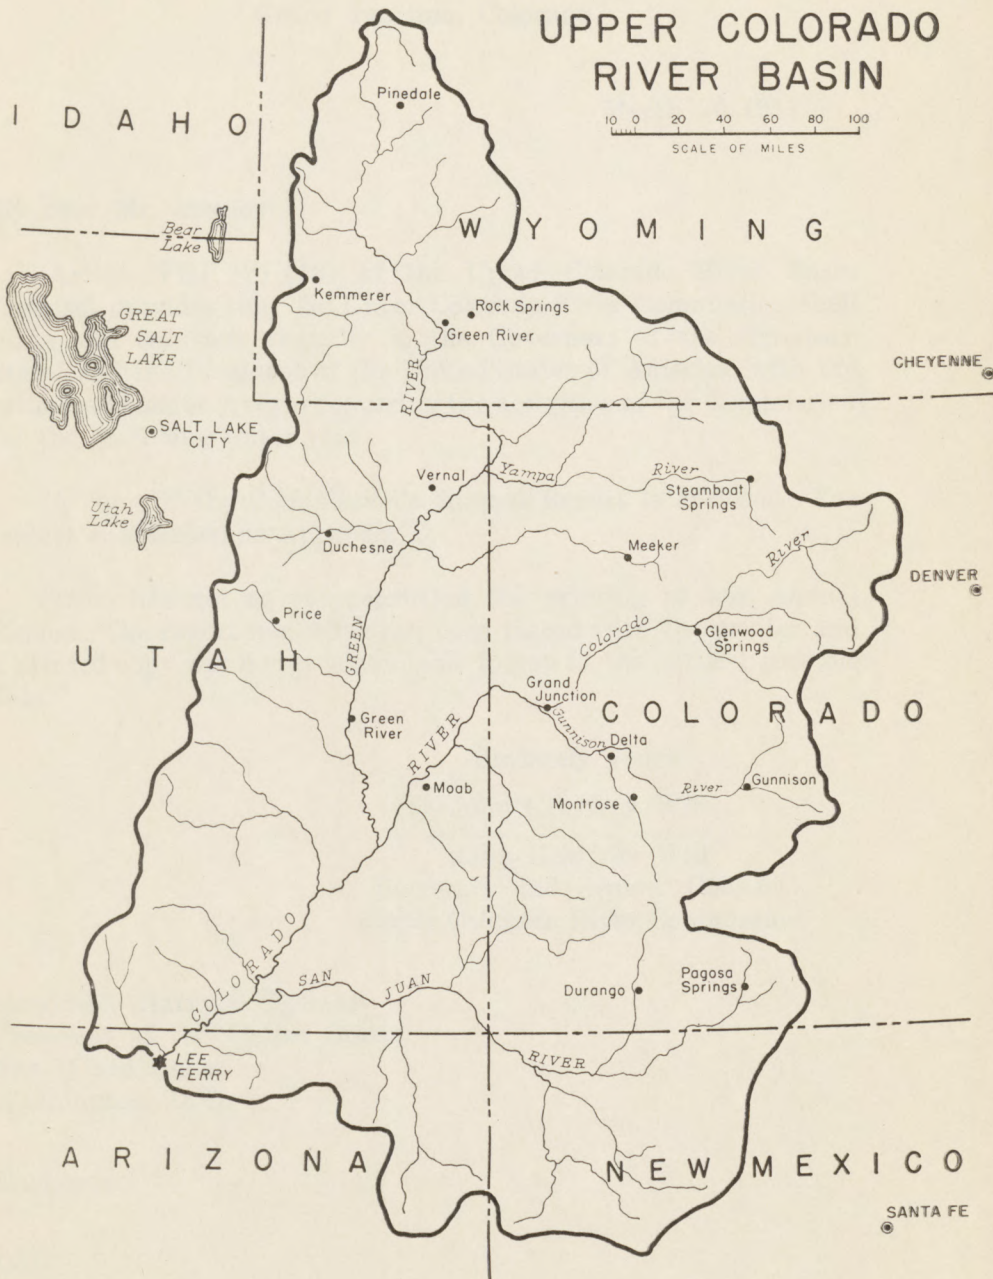 UPPER COLORADO
RIVER BASIN
10 0 20 40 60 80 100
SCALE OF MILES
IDAHO
Pinedale
WYOMING
Bear
Lake
Kemmerer
Rock Springs
Green River
GREAT
SALT
LAKE
RIVER
CHEYENNE
SALT LAKE
CITY
Vernal
Yampa
River
Steamboat
Springs
Utah
Lake
Duchesne
Meeker
River
DENVER
Price
GREEN
Colorado
Glenwood
Springs
UTAH
Grand
Junction
COLORADO
Green
River
RIVER
Gunnison
Delta
Moab
Montrose
River
Gunnison
COLORADO
SAN
JUAN
Durango
Pagosa
Springs
RIVER
LEE
FERRY
ARIZONA
NEW MEXICO
SANTA FE